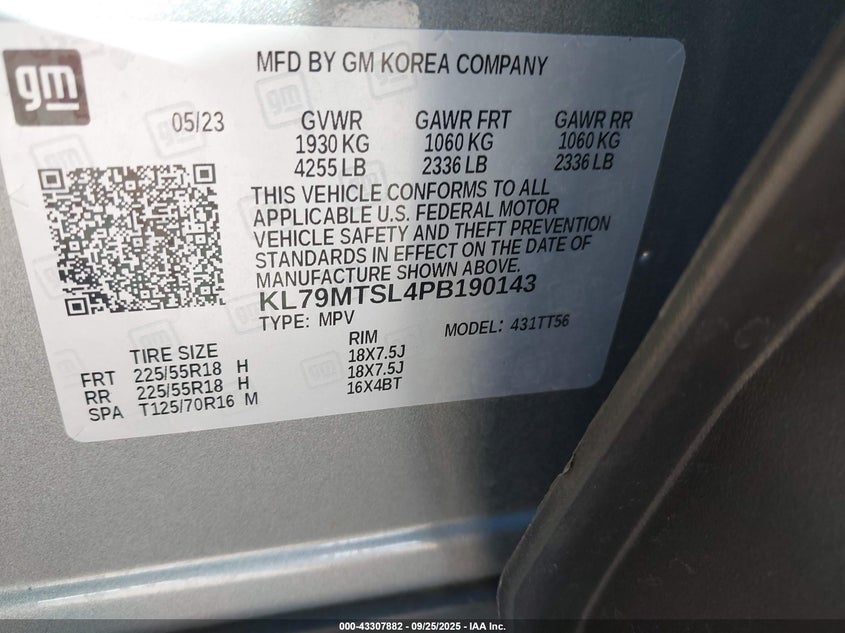 gm
MFD BY GM KOREA COMPANY
05/23 GVWR GAWR FRT GAWR RR
1930 KG 1060 KG 1060 KG
4255 LB 2336 LB 2336 LB
THIS VEHICLE CONFORMS TO ALL
APPLICABLE U.S. FEDERAL MOTOR
VEHICLE SAFETY AND THEFT PREVENTION
STANDARDS IN EFFECT ON THE DATE OF
MANUFACTURE SHOWN ABOVE.
KL79MTSL4PB190143
TYPE: MPV MODEL: 431TT56
TIRE SIZE RIM
FRT 225/55R18 H 18X7.5J
RR 225/55R18 H 18X7.5J
SPA T125/70R16 M 16X4BT
000-43307882 / 09/25/2025 - IAA Inc.